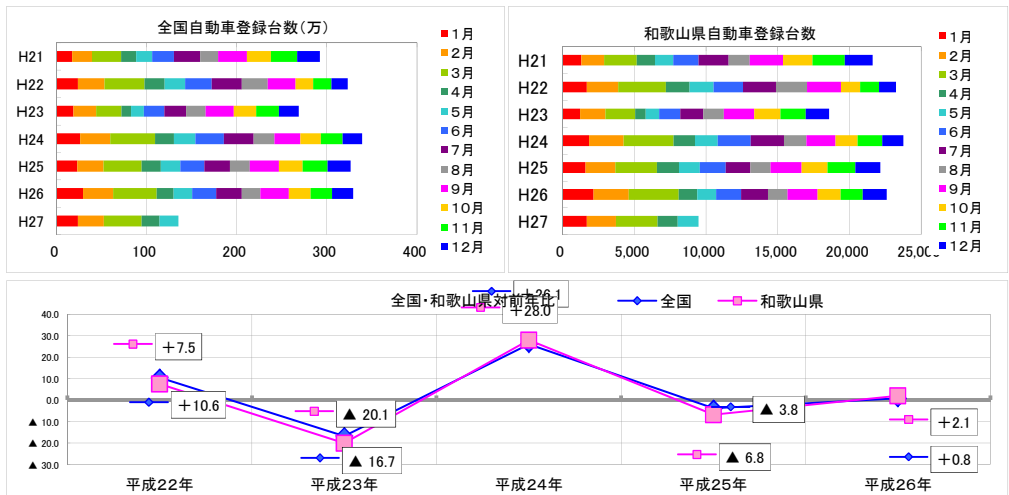 全国自動車登録台数(万)
H21
H22
H23
H24
H25
H26
H27
0
100
200
300
400
1月
2月
3月
4月
5月
6月
7月
8月
9月
10月
11月
12月
和歌山県自動車登録台数
H21
H22
H23
H24
H25
H26
H27
0
5,000
10,000
15,000
20,000
1月
2月
3月
4月
5月
6月
7月
8月
9月
10月
11月
12月
全国・和歌山県対前年比
全国
和歌山県
40.0
30.0
20.0
10.0
0.0
▲ 10.0
▲ 20.0
▲ 30.0
+7.5
+10.6
▲ 20.1
▲ 16.7
+26.1
+28.0
▲ 3.8
▲ 6.8
+2.1
+0.8
平成22年
平成23年
平成24年
平成25年
平成26年